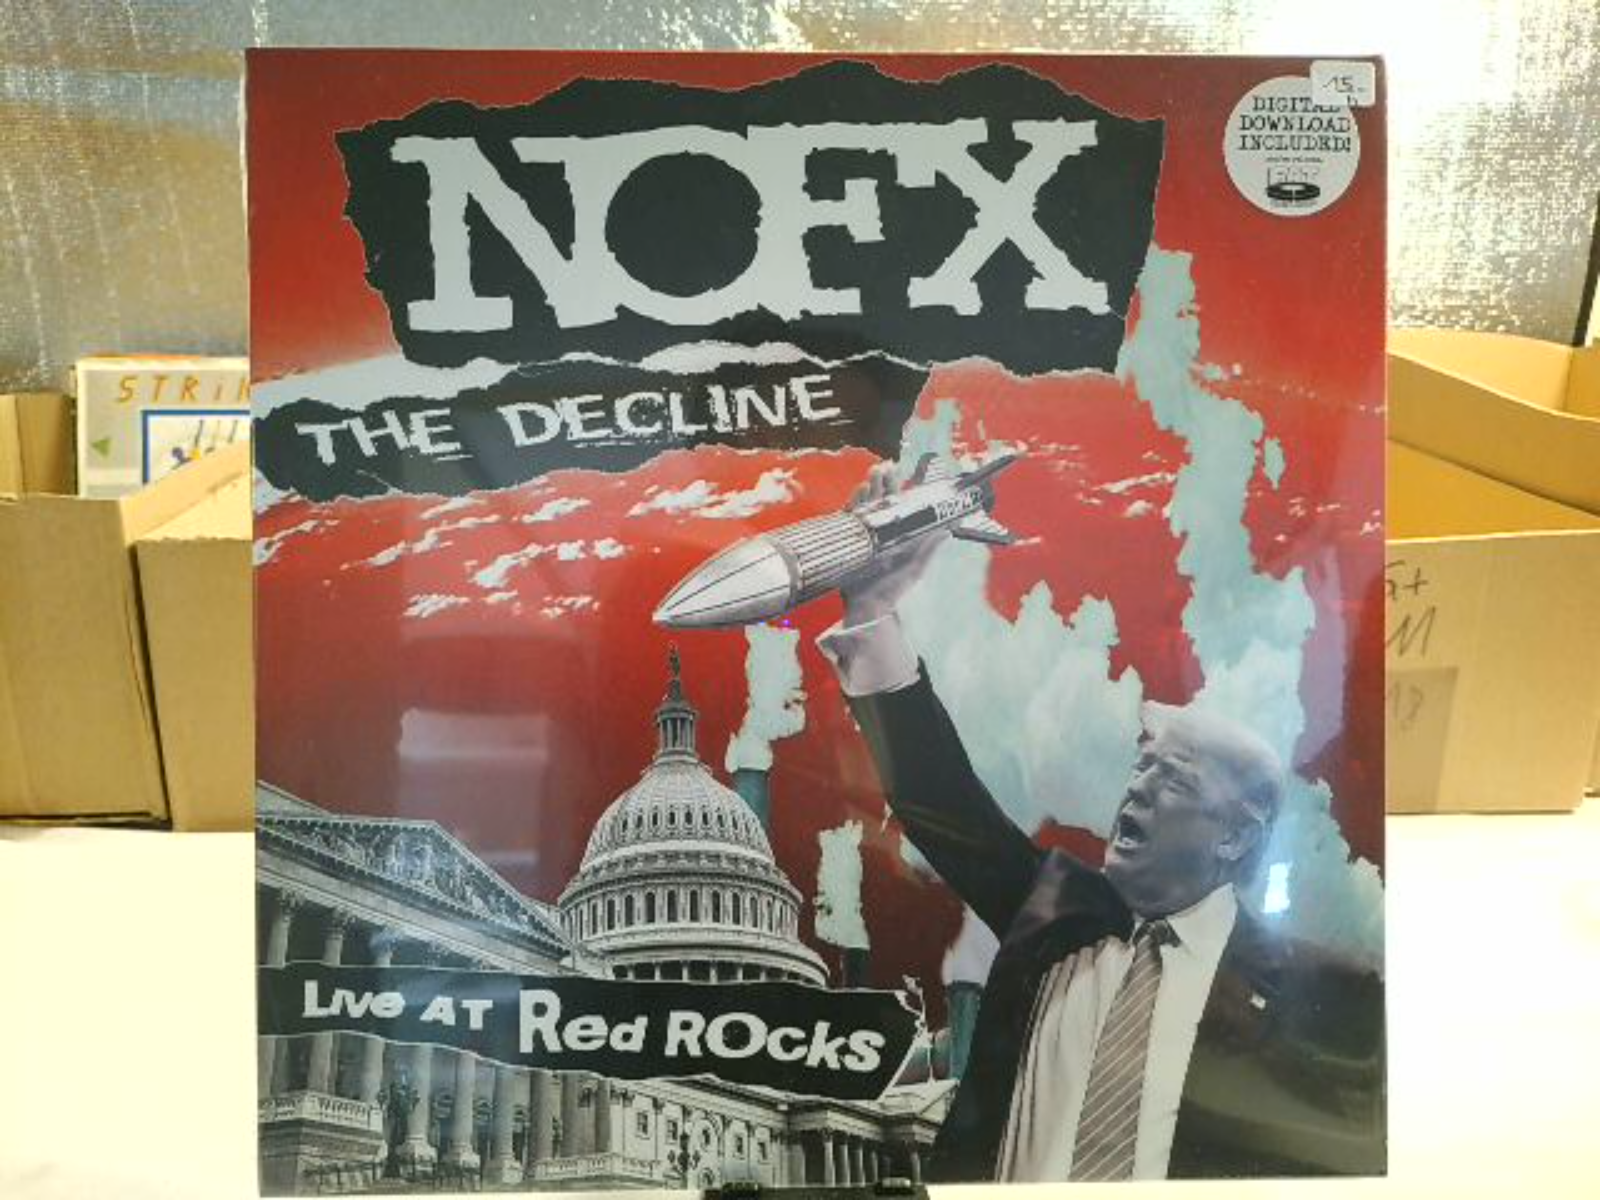 NOFX
THE DECLINE
LIVE AT Red ROcks
15.-
DIGITAL
DOWNLOAD
INCLUDED!
STRi